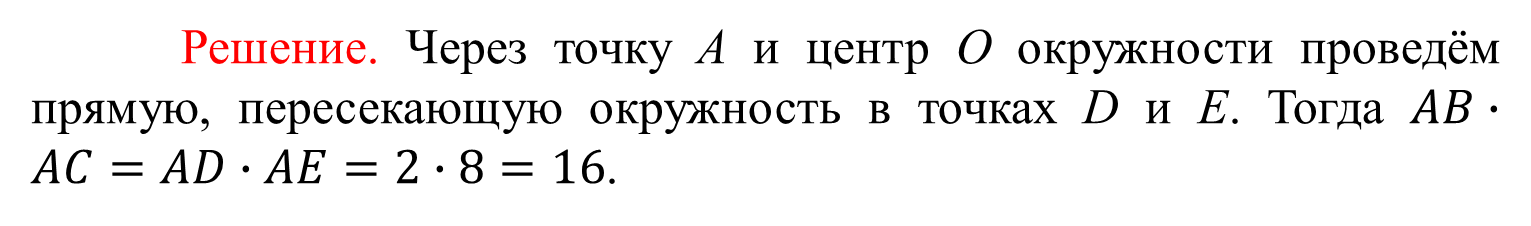 Решение. Через точку A и центр O окружности проведём
прямую, пересекающую окружность в точках D и E. Тогда AB ·
AC = AD · AE = 2 · 8 = 16.